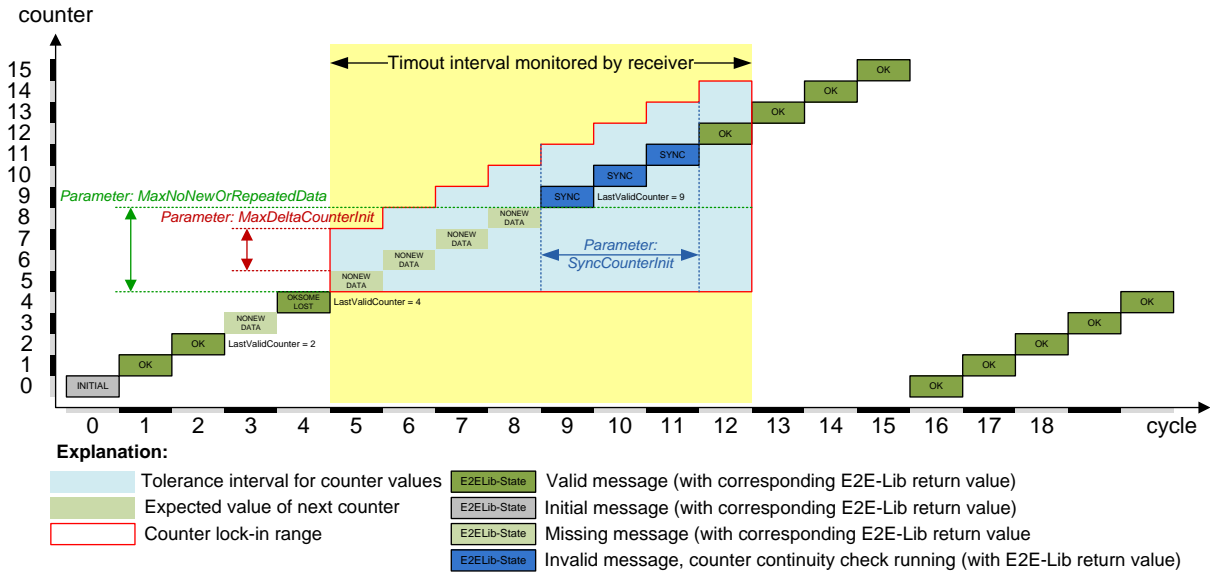 counter
15
14
13
12
11
10
9
8
7
6
5
4
3
2
1
0
Timout interval monitored by receiver
OK
OK
OK
OK
SYNC
SYNC
SYNC
LastValidCounter = 9
Parameter: MaxNoNewOrRepeatedData
Parameter: MaxDeltaCounterInit
NONEW
DATA
NONEW
DATA
NONEW
DATA
NONEW
DATA
Parameter:
SyncCounterInit
OKSOME
LOST
LastValidCounter = 4
NONEW
DATA
LastValidCounter = 2
OK
OK
INITIAL
OK
OK
OK
OK
OK
0 1 2 3 4 5 6 7 8 9 10 11 12 13 14 15 16 17 18 cycle
Explanation:
Tolerance interval for counter values
Expected value of next counter
Counter lock-in range
E2ELib-State Valid message (with corresponding E2E-Lib return value)
E2ELib-State Initial message (with corresponding E2E-Lib return value)
E2ELib-State Missing message (with corresponding E2E-Lib return value
E2ELib-State Invalid message, counter continuity check running (with E2E-Lib return value)